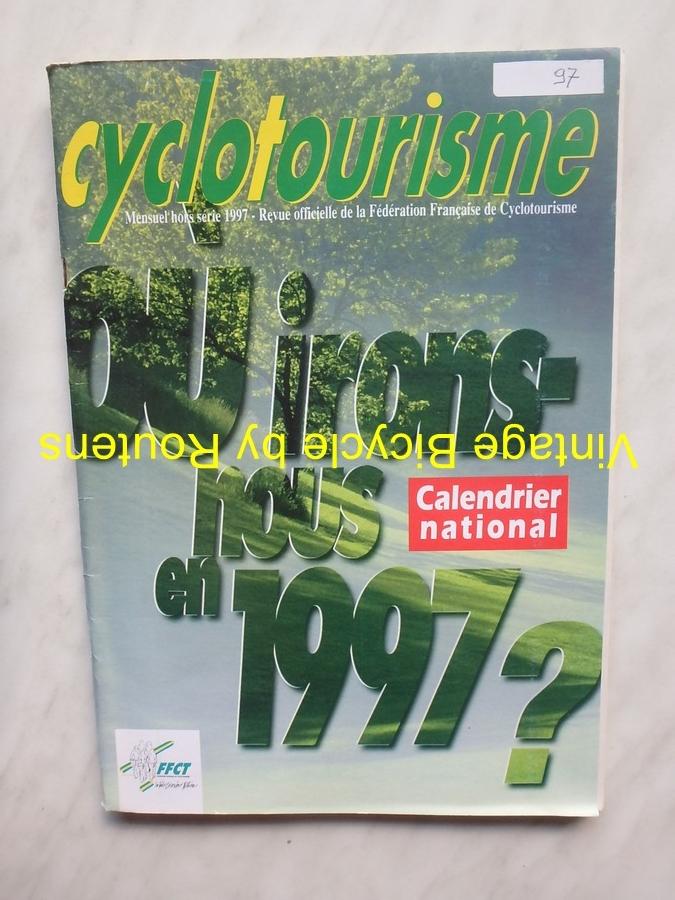 97
cyclotourisme
Mensuel hors série 1997 - Revue officielle de la Fédération Française de Cyclotourisme
OÙ irons-
Vintage Bicycle by Routens
nous
Calendrier
national
en
1997?
FFCT